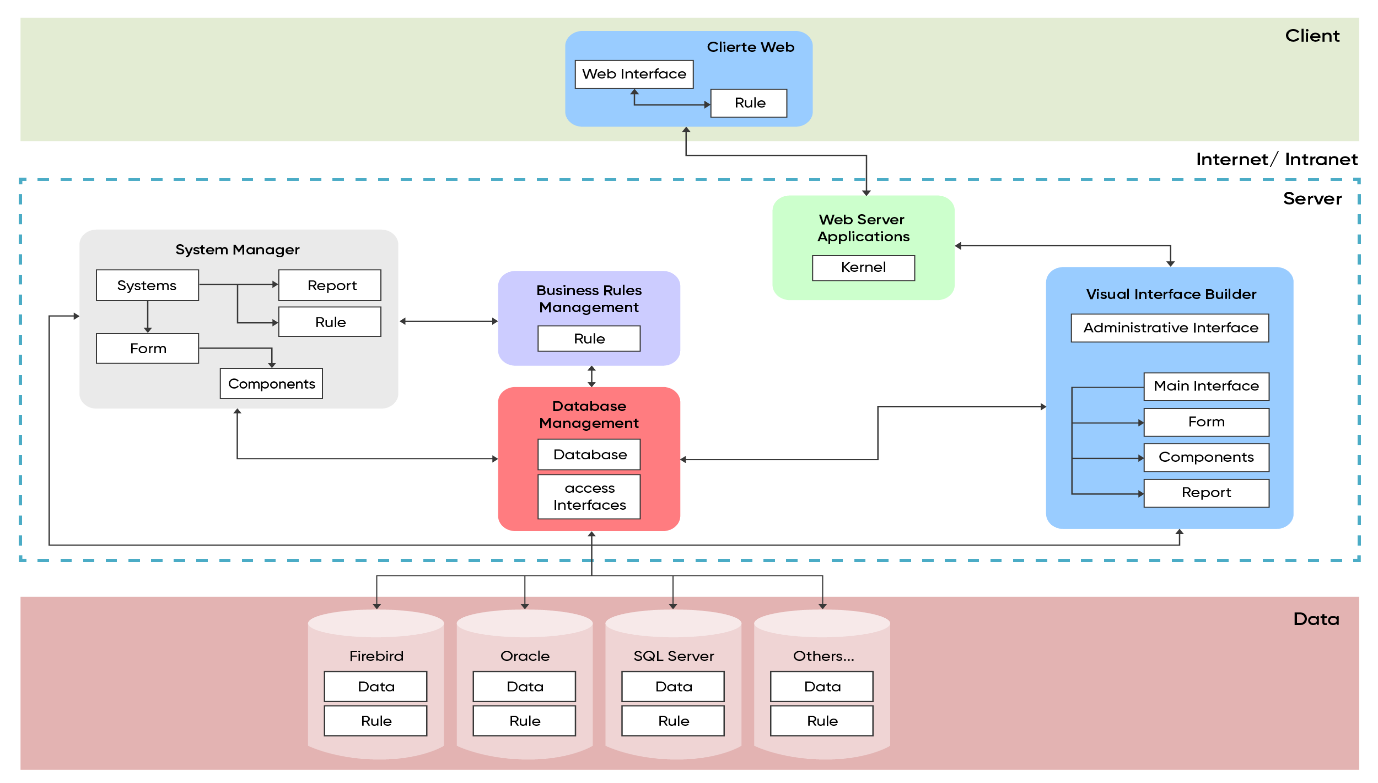 Client
Clierte Web
Web Interface
Rule
Internet/ Intranet
Server
Web Server
Applications
Kernel
System Manager
Systems
Report
Rule
Form
Components
Business Rules
Management
Rule
Database
Management
Database
access
Interfaces
Visual Interface Builder
Administrative Interface
Main Interface
Form
Components
Report
Data
Firebird
Data
Rule
Oracle
Data
Rule
SQL Server
Data
Rule
Others...
Data
Rule